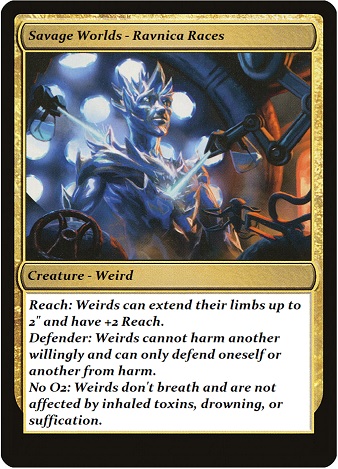 Savage Worlds - Ravnica Races
Creature - Weird
Reach: Weirds can extend their limbs up to
2" and have +2 Reach.
Defender: Weirds cannot harm another
willingly and can only defend oneself or
another from harm.
No O2: Weirds don't breath and are not
affected by inhaled toxins, drowning, or
suffication.